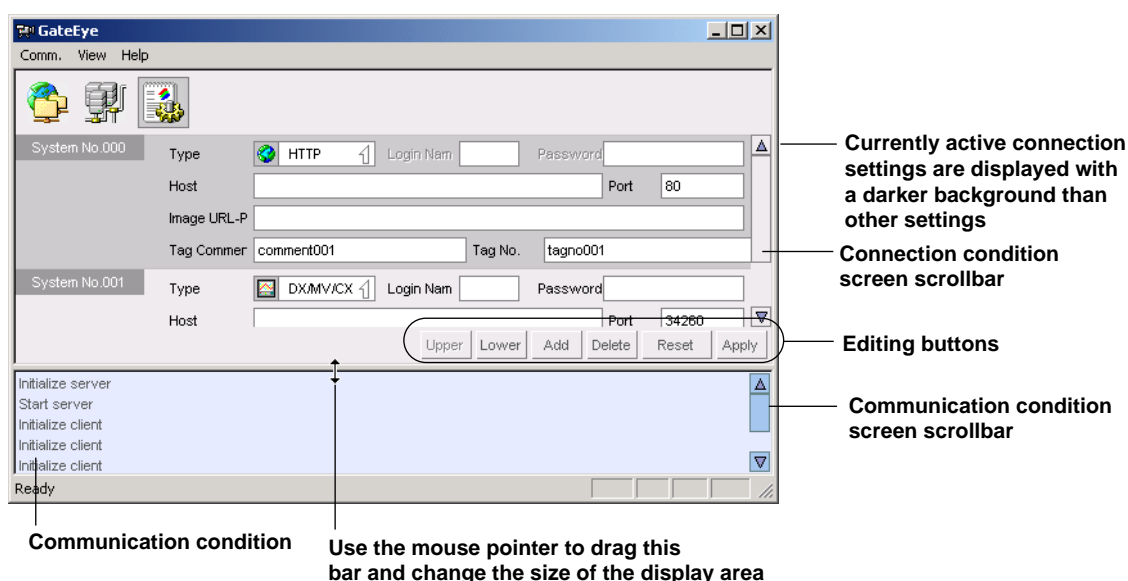 GateEye
Comm. View Help
System No.000
Type HTTP Login Nam Password
Host Port 80
Image URL-P
Tag Commer comment001 Tag No. tagno001
System No.001
Type DX/MV/CX Login Nam Password
Host Port 34260
Upper Lower Add Delete Reset Apply
Initialize server
Start server
Initialize client
Initialize client
Initialize client
Ready
Currently active connection
settings are displayed with
a darker background than
other settings
Connection condition
screen scrollbar
Editing buttons
Communication condition
screen scrollbar
Communication condition
Use the mouse pointer to drag this
bar and change the size of the display area